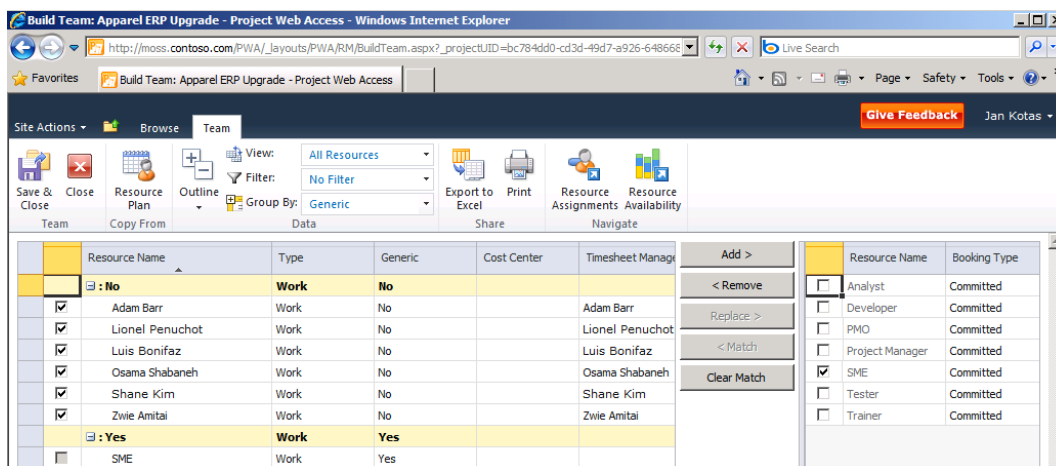 Build Team: Apparel ERP Upgrade - Project Web Access - Windows Internet Explorer
http://moss.contoso.com/PWA/_layouts/PWA/RM/BuildTeam.aspx?_projectUID=bc784dd0-cd3d-49d7-a926-648668 Live Search
Favorites Build Team: Apparel ERP Upgrade - Project Web Access Page Safety Tools
Site Actions Browse Team Give Feedback Jan Kotas
View: All Resources
Filter: No Filter
Save & Close Close Resource Plan Outline Group By: Generic Export to Excel Print Resource Assignments Resource Availability
Team Copy From Data Share Navigate
Resource Name Type Generic Cost Center Timesheet Manage Add > Resource Name Booking Type
: No Work No < Remove Analyst Committed
Adam Barr Work No Adam Barr Replace > Developer Committed
Lionel Penuchot Work No Lionel Penuchot PMO Committed
Luis Bonifaz Work No Luis Bonifaz < Match Project Manager Committed
Osama Shabaneh Work No Osama Shabaneh Clear Match SME Committed
Shane Kim Work No Shane Kim Tester Committed
Zwie Amitai Work No Zwie Amitai Trainer Committed
: Yes Work Yes
SME Work Yes